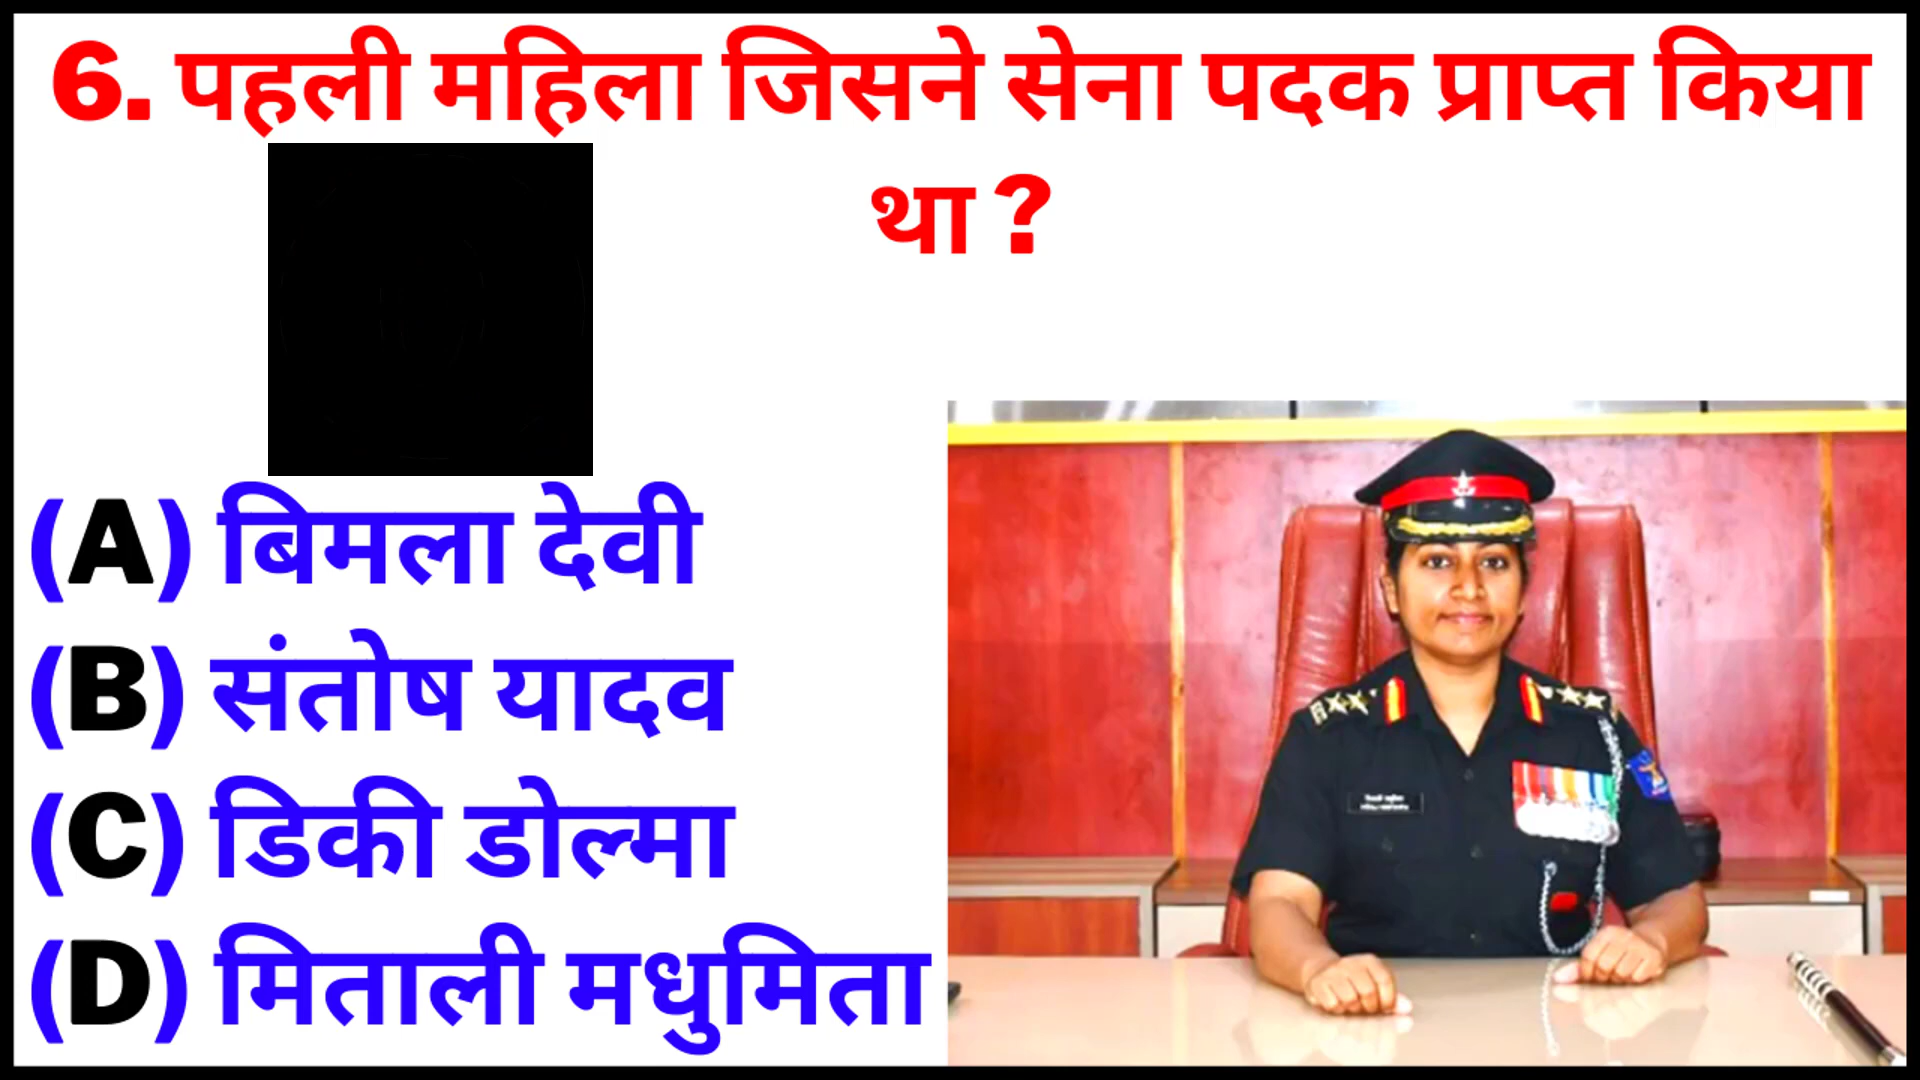 6. पहली महिला जिसने सेना पदक प्राप्त किया
था ?
(A) बिमला देवी
(B) संतोष यादव
(C) डिकी डोल्मा
(D) मिताली मधुमिता